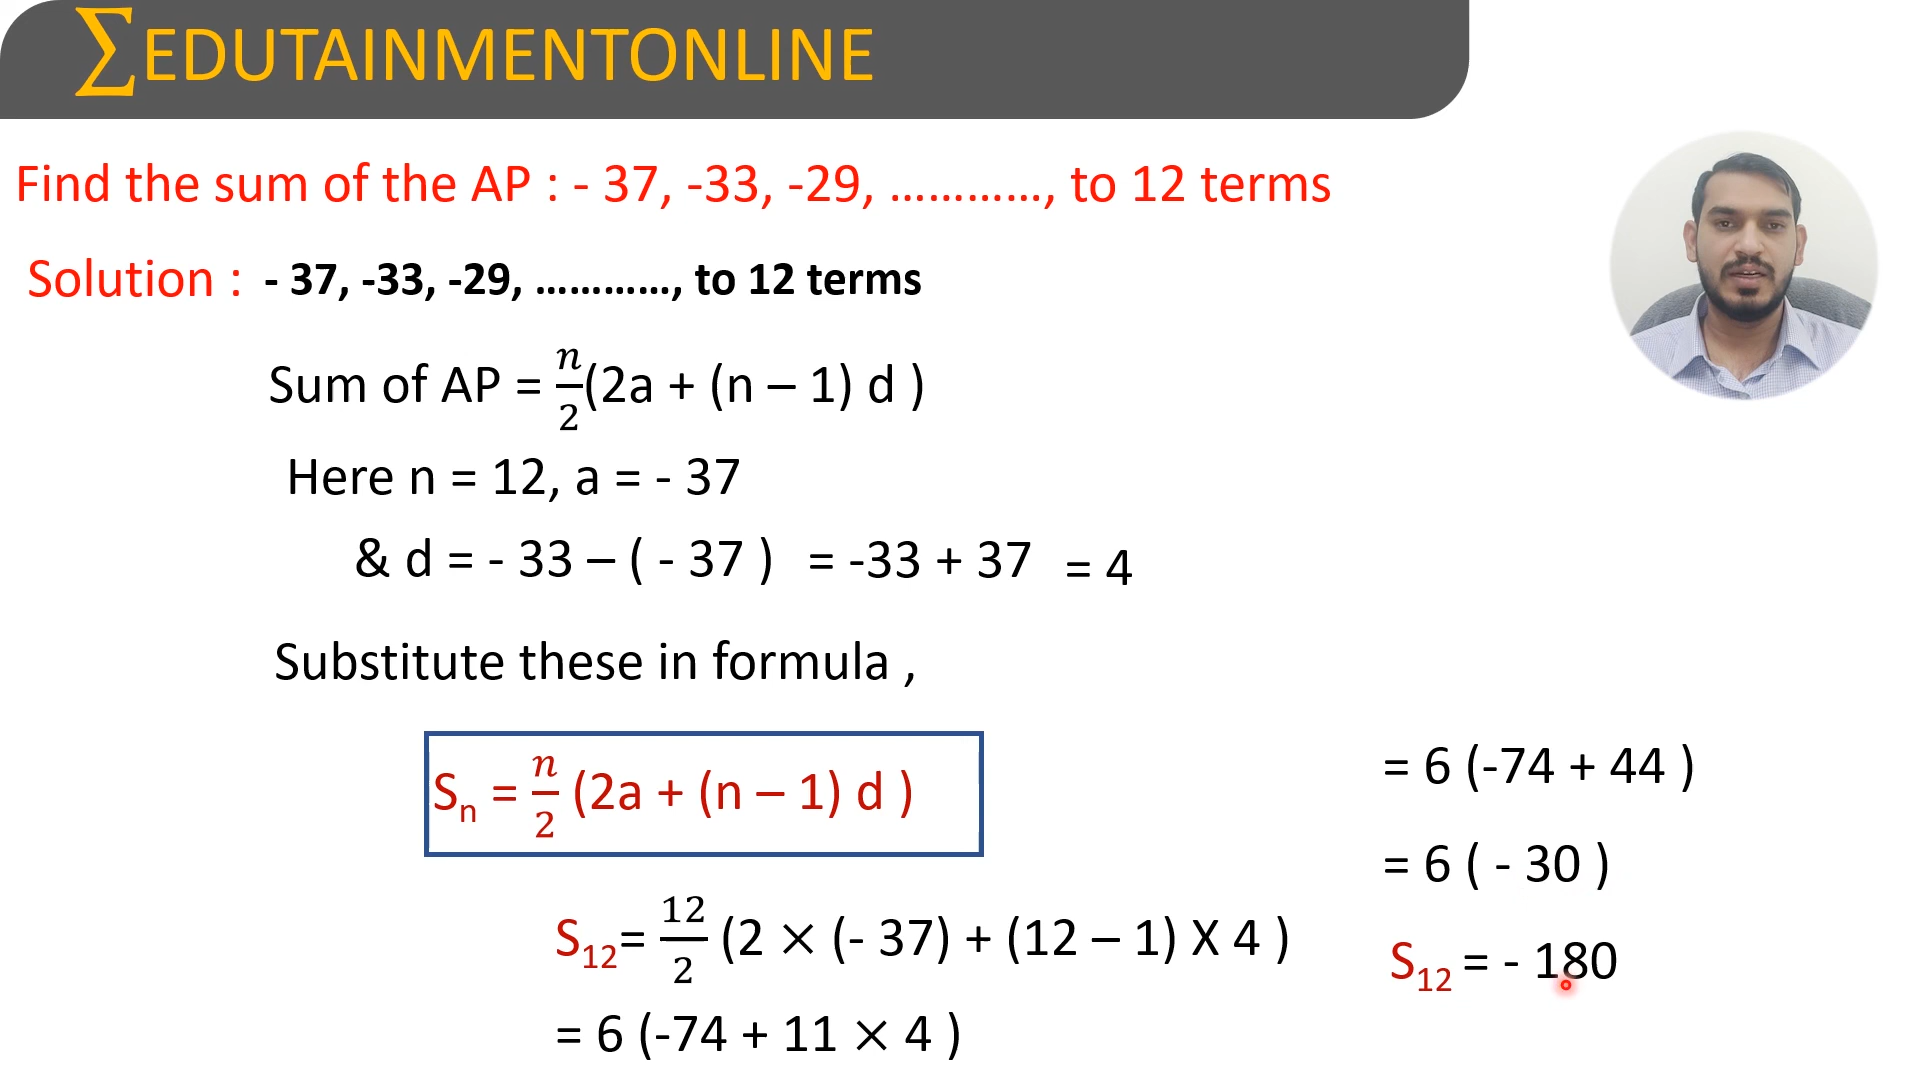 ∑EDUTAINMENTONLINE
Find the sum of the AP : - 37, -33, -29, …………, to 12 terms
Solution : - 37, -33, -29, …………, to 12 terms
Sum of AP = n/2(2a + (n – 1) d )
Here n = 12, a = - 37
& d = - 33 – ( - 37 ) = -33 + 37 = 4
Substitute these in formula ,
Sₙ = n/2 (2a + (n – 1) d )
S₁₂= 12/2 (2 × (- 37) + (12 – 1) X 4 )
= 6 (-74 + 11 × 4 )
= 6 (-74 + 44 )
= 6 ( - 30 )
S₁₂ = - 180